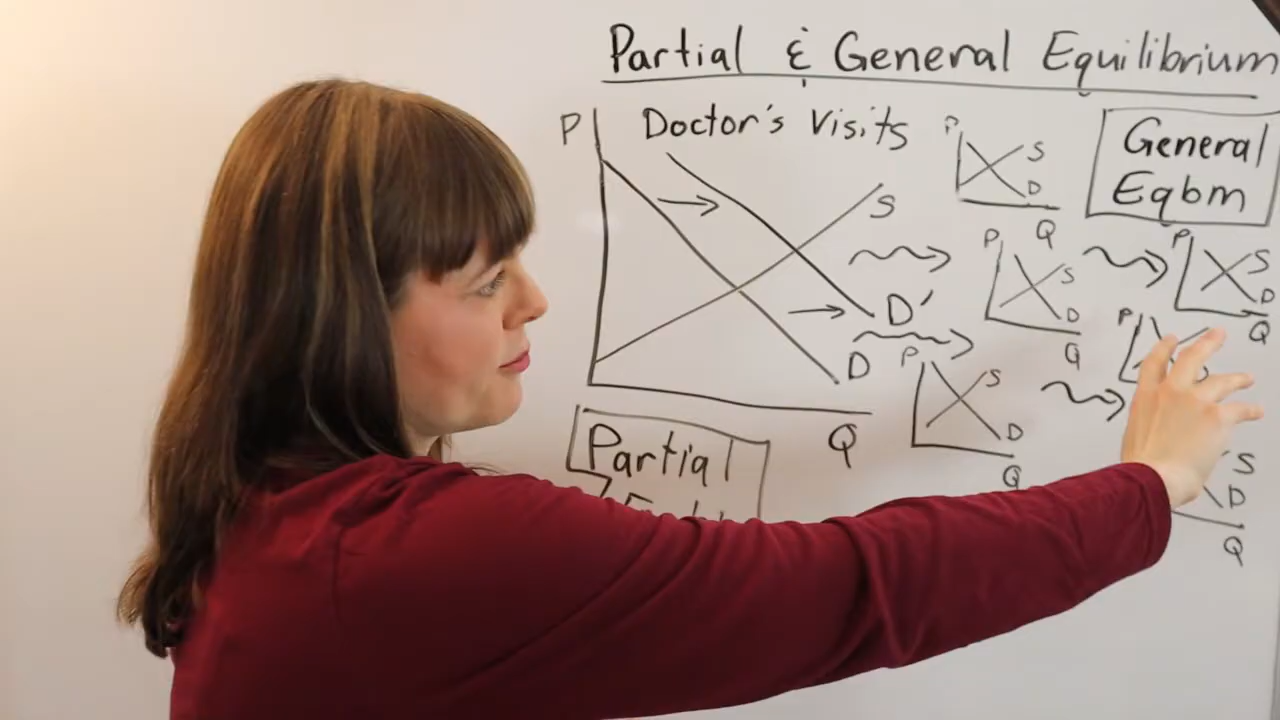 Partial & General Equilibrium
P
Doctor's Visits
S
D'
D
Q
Partial
General
Eqbm
P
S
D
Q
P
S
D
Q
P
S
D
Q
P
S
D
Q
P
S
D
Q